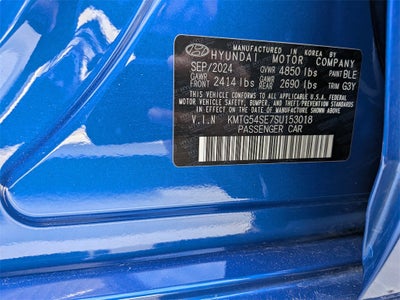 MANUFACTURED IN KOREA BY
HYUNDAI MOTOR COMPANY
SEP/2024 GVWR 4850 lbs PAINT BLE
GAWR FRONT 2414 lbs GAWR REAR 2690 lbs TRIM G3Y
THIS VEHICLE CONFORMS TO ALL APPLICABLE U.S. FEDERAL
MOTOR VEHICLE SAFETY, BUMPER, AND THEFT PREVENTION STANDARDS
IN EFFECT ON THE DATE OF MANUFACTURE SHOWN ABOVE.
V.I.N KMTG54SE7SU153018
PASSENGER CAR